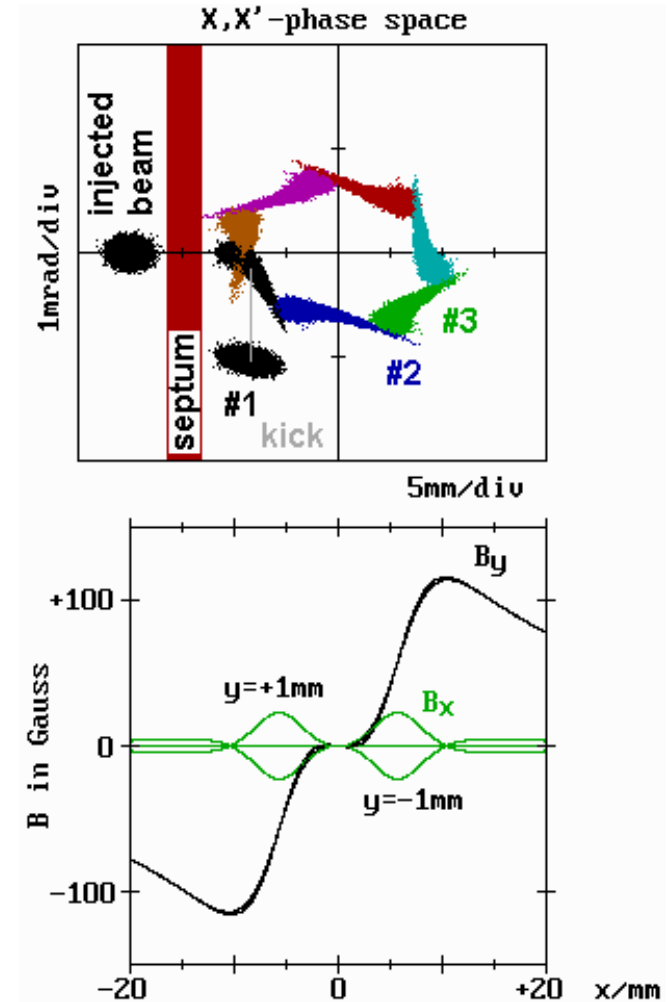 X,X'-phase space
1mrad/div
injected
beam
septum
#1
kick
#2
#3
5mm/div
B in Gauss
+100
0
-100
By
y=+1mm
Bx
y=-1mm
-20
0
+20
x/mm